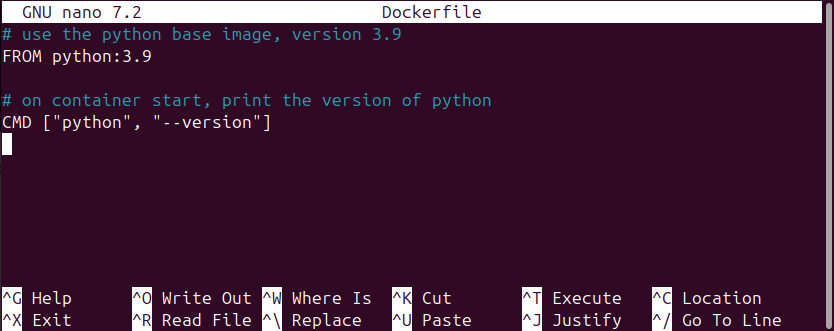 GNU nano 7.2 Dockerfile
# use the python base image, version 3.9
FROM python:3.9
# on container start, print the version of python
CMD ["python", "--version"]
^G Help ^O Write Out ^W Where Is ^K Cut ^T Execute ^C Location
^X Exit ^R Read File ^\ Replace ^U Paste ^J Justify ^/ Go To Line